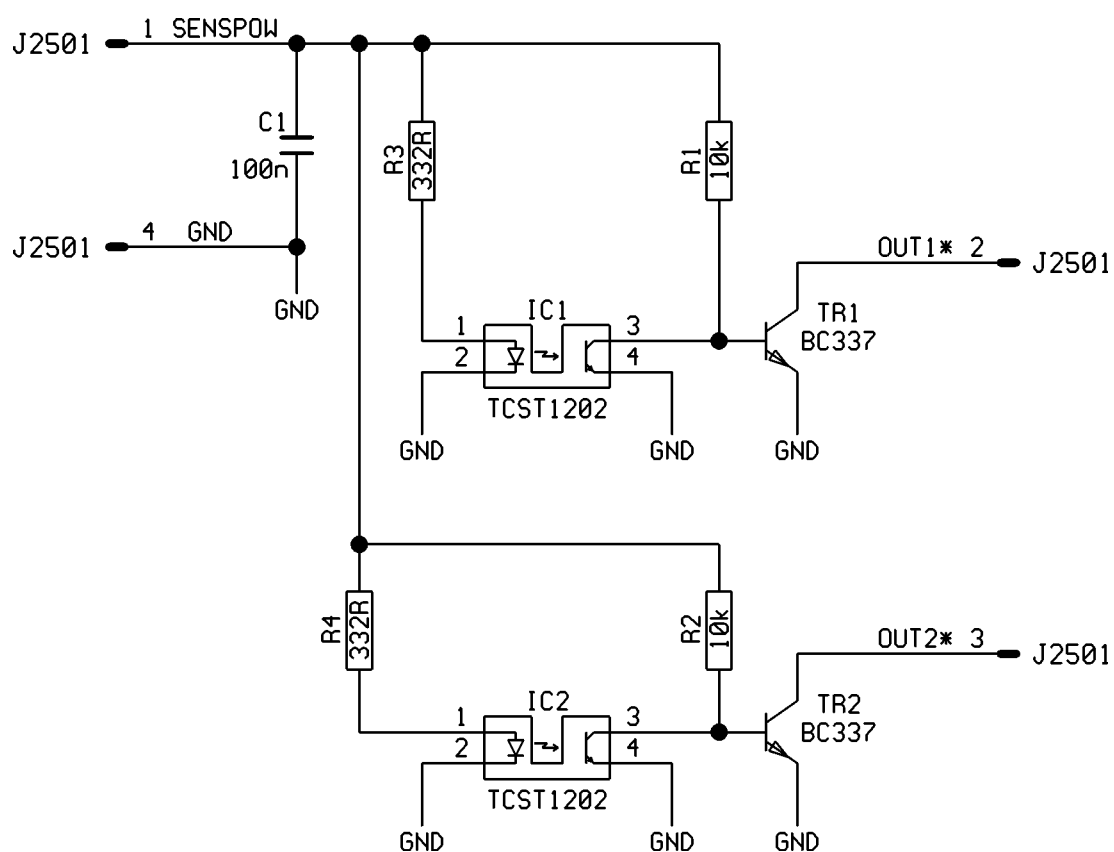 J2501 1 SENSPOW
C1
100n
R3
332R
R1
10k
J2501 4 GND
GND
OUT1* 2 J2501
IC1
TR1
BC337
1
2
3
4
TCST1202
GND
GND
GND
R4
332R
R2
10k
OUT2* 3 J2501
IC2
TR2
BC337
1
2
3
4
TCST1202
GND
GND
GND